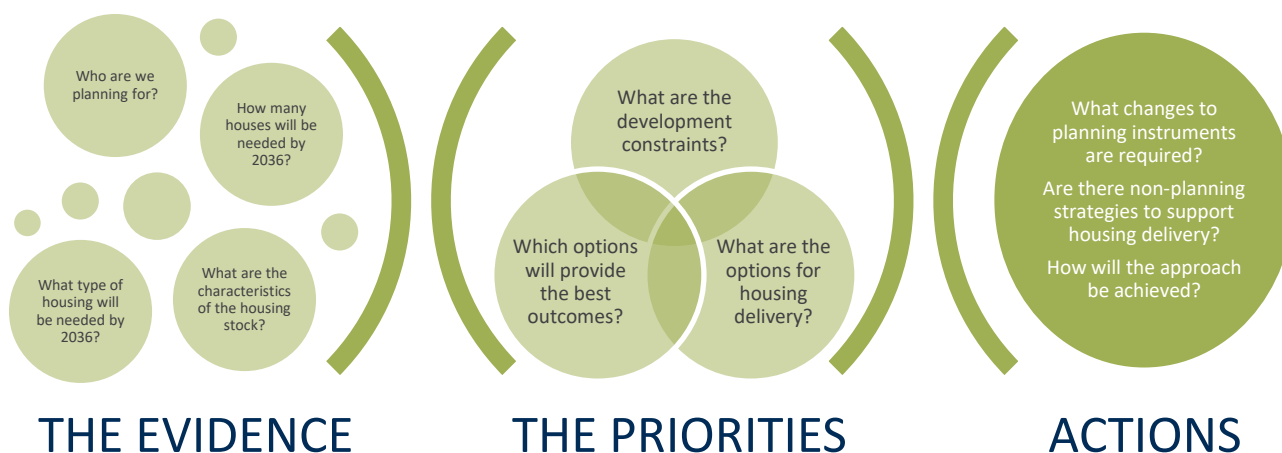 Who are we
planning for?
How many
houses will be
needed by
2036?
What type of
housing will
be needed by
2036?
What are the
characteristics
of the housing
stock?
THE EVIDENCE
What are the
development
constraints?
Which options
will provide
the best
outcomes?
What are the
options for
housing
delivery?
THE PRIORITIES
What changes to
planning instruments
are required?
Are there non-planning
strategies to support
housing delivery?
How will the approach
be achieved?
ACTIONS